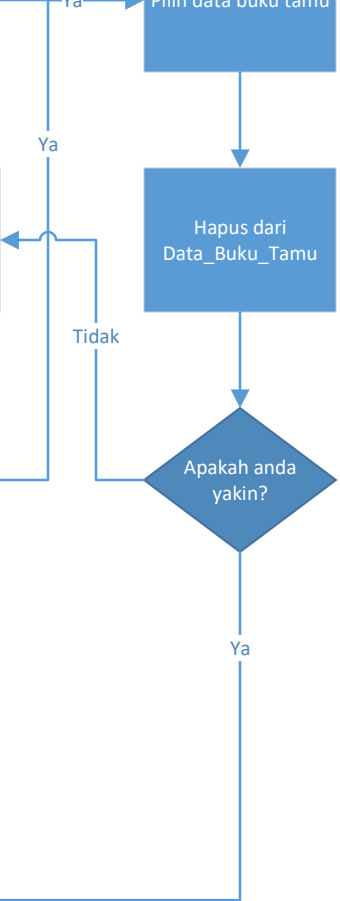 Ya
Pilih data buku tamu
Ya
Hapus dari
Data_Buku_Tamu
Tidak
Apakah anda
yakin?
Ya